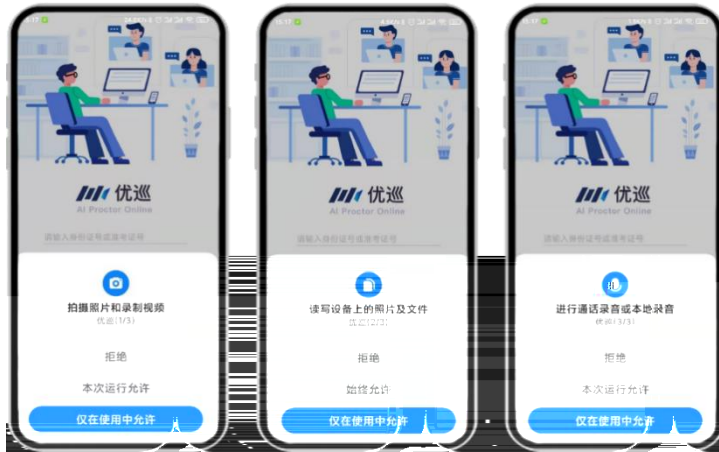 优巡
AI Proctor Online
请输入身份证号或准考证号
拍摄照片和录制视频
优巡(1/3)
拒绝
本次运行允许
仅在使用中允许
优巡
AI Proctor Online
请输入身份证号或准考证号
读写设备上的照片及文件
优巡(2/3)
拒绝
始终允许
仅在使用中允许
优巡
AI Proctor Online
请输入身份证号或准考证号
进行通话录音或本地录音
优巡(3/3)
拒绝
本次运行允许
仅在使用中允许